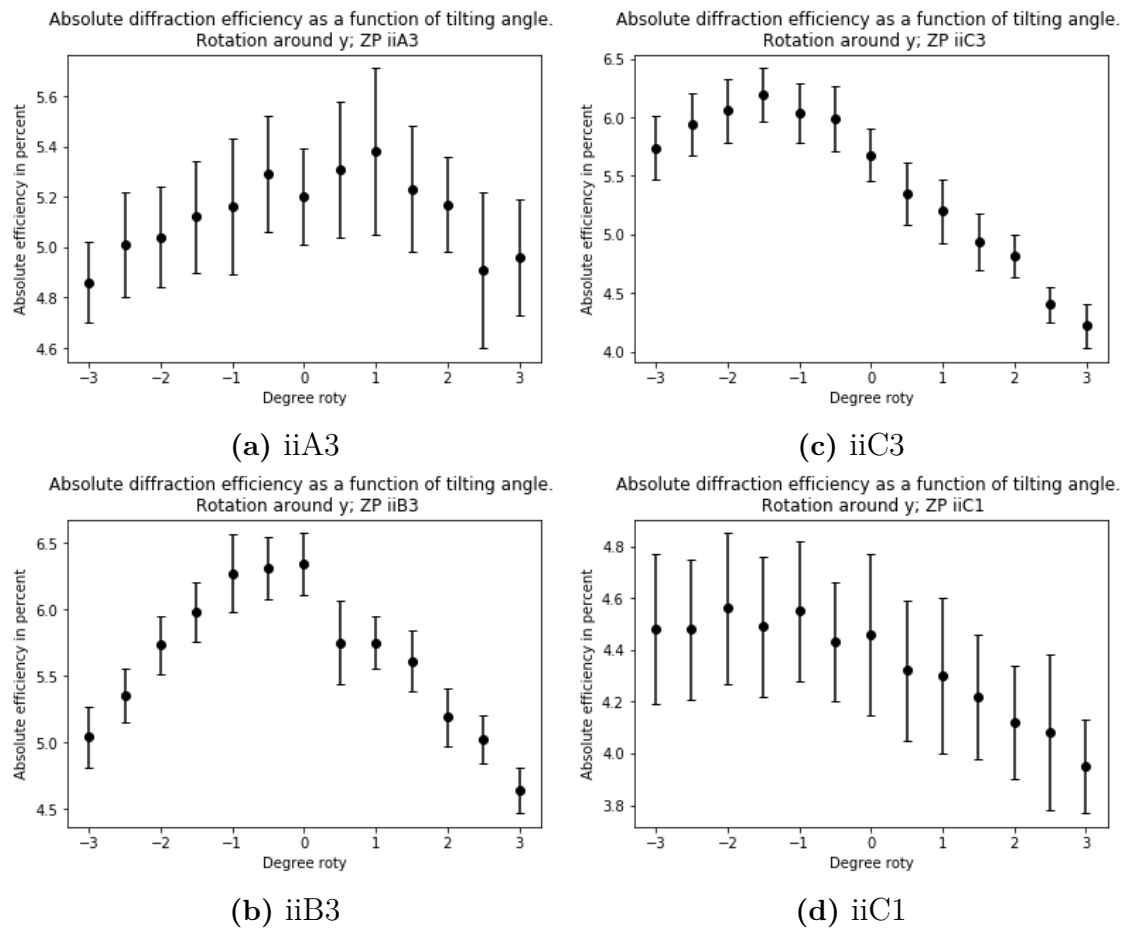 Absolute diffraction efficiency as a function of tilting angle.
Rotation around y; ZP iiA3
Absolute efficiency in percent
5.6
5.4
5.2
5.0
4.8
4.6
−3
−2
−1
0
1
2
3
Degree roty
(a) iiA3
Absolute diffraction efficiency as a function of tilting angle.
Rotation around y; ZP iiC3
Absolute efficiency in percent
6.5
6.0
5.5
5.0
4.5
4.0
−3
−2
−1
0
1
2
3
Degree roty
(c) iiC3
Absolute diffraction efficiency as a function of tilting angle.
Rotation around y; ZP iiB3
Absolute efficiency in percent
6.5
6.0
5.5
5.0
4.5
−3
−2
−1
0
1
2
3
Degree roty
(b) iiB3
Absolute diffraction efficiency as a function of tilting angle.
Rotation around y; ZP iiC1
Absolute efficiency in percent
4.8
4.6
4.4
4.2
4.0
3.8
−3
−2
−1
0
1
2
3
Degree roty
(d) iiC1